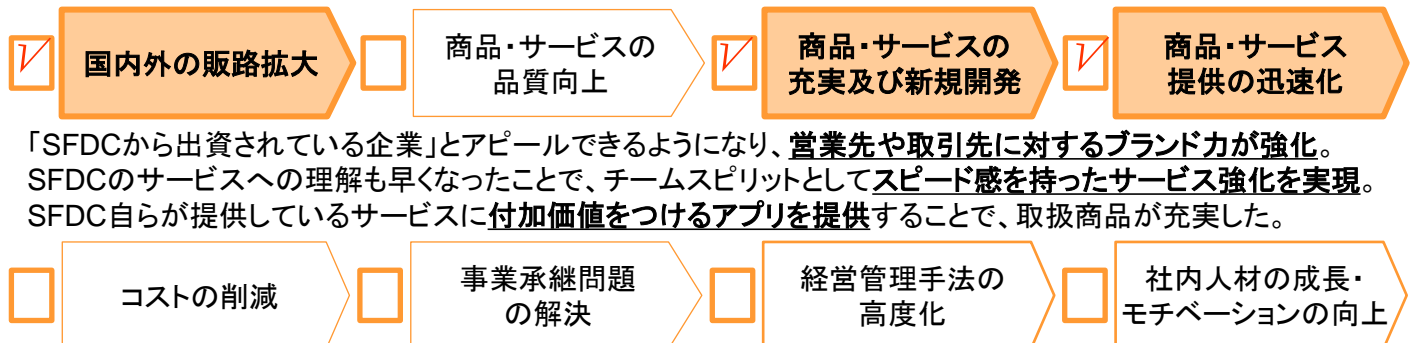 国内外の販路拡大
商品・サービスの
品質向上
商品・サービスの
充実及び新規開発
商品・サービス
提供の迅速化
「SFDCから出資されている企業」とアピールできるようになり、営業先や取引先に対するブランド力が強化。
SFDCのサービスへの理解も早くなったことで、チームスピリットとしてスピード感を持ったサービス強化を実現。
SFDC自らが提供しているサービスに付加価値をつけるアプリを提供することで、取扱商品が充実した。
コストの削減
事業承継問題
の解決
経営管理手法の
高度化
社内人材の成長・
モチベーションの向上